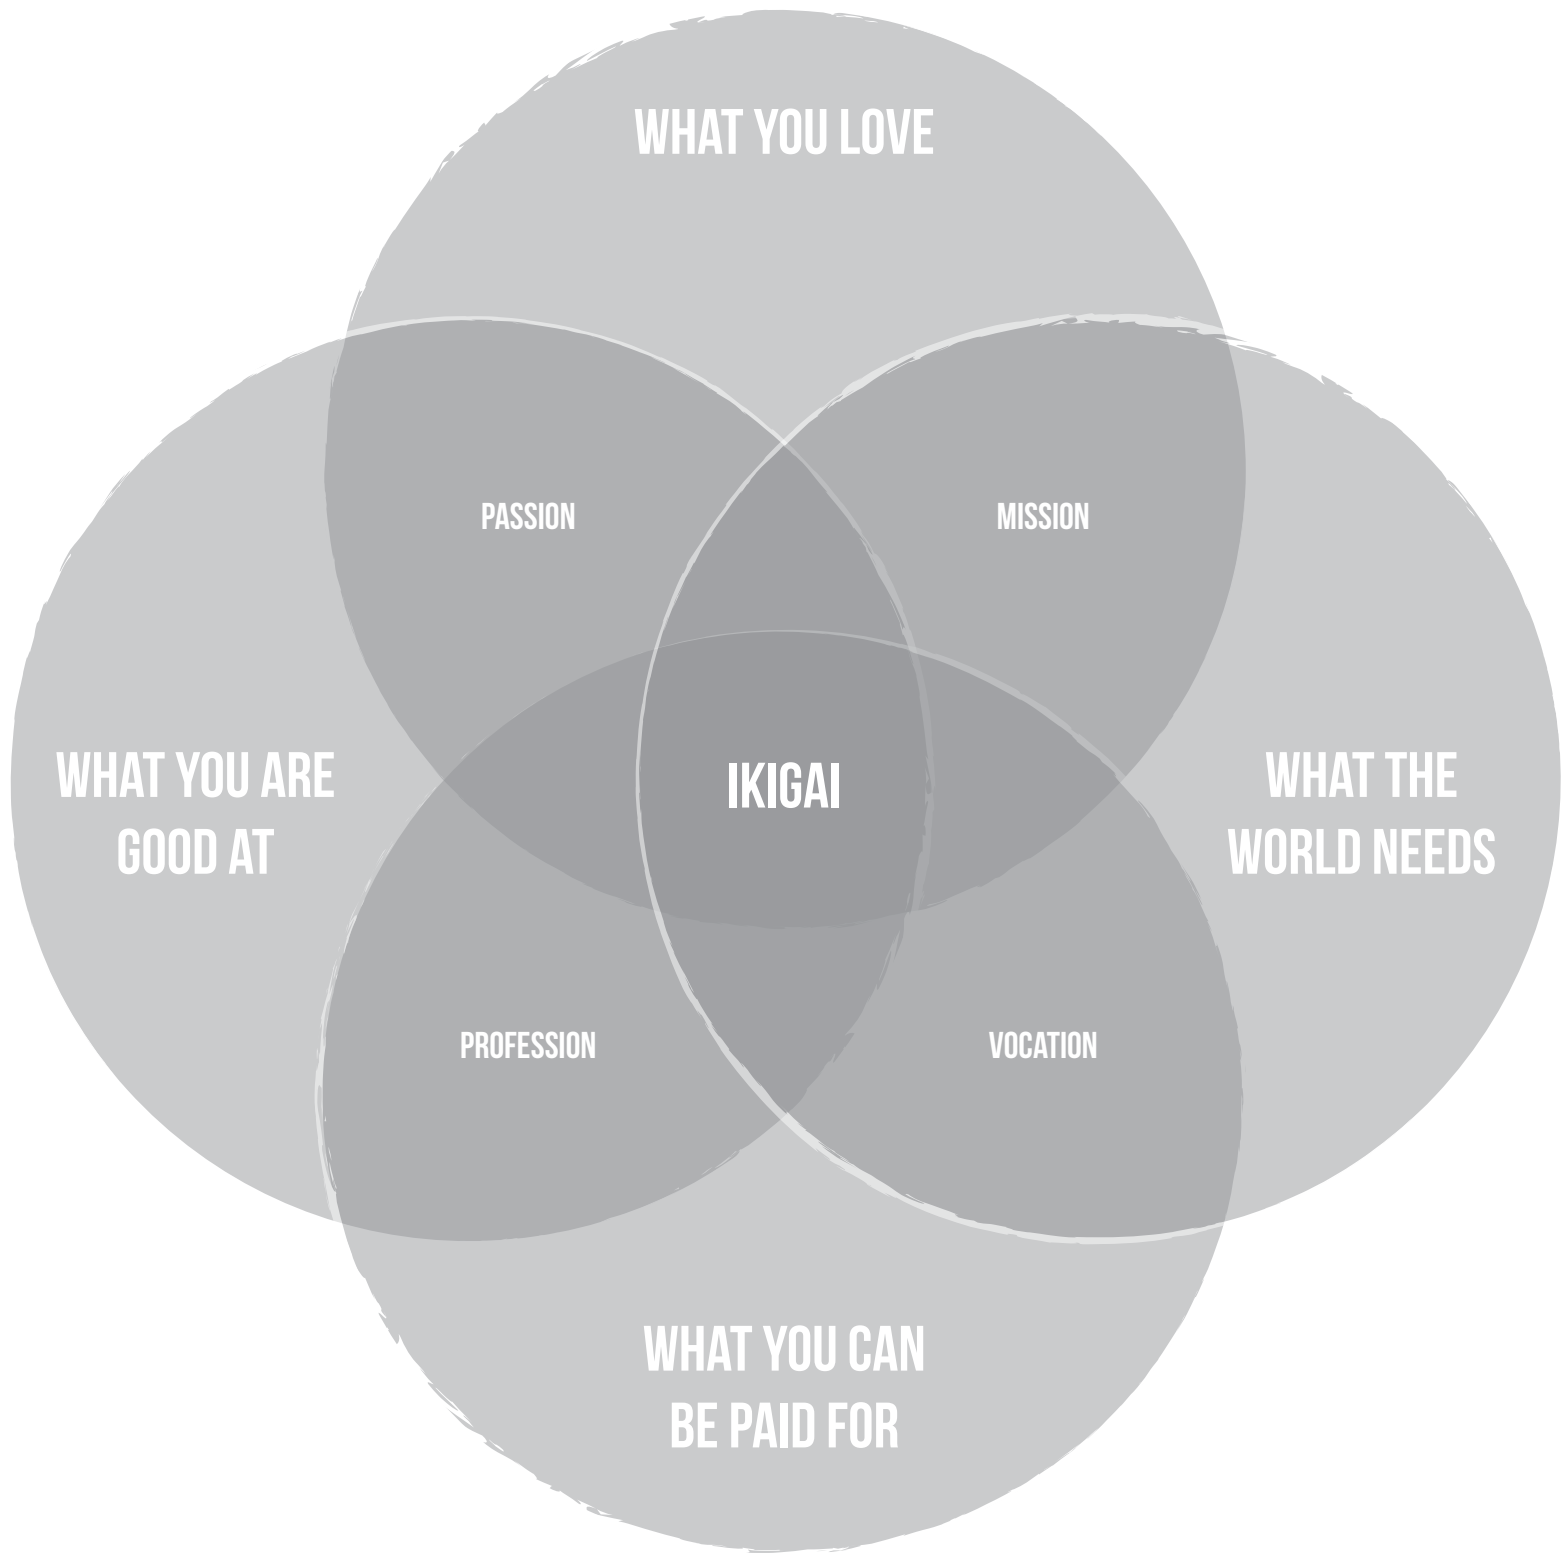 WHAT YOU LOVE
PASSION
MISSION
WHAT YOU ARE
GOOD AT
IKIGAI
WHAT THE
WORLD NEEDS
PROFESSION
VOCATION
WHAT YOU CAN
BE PAID FOR